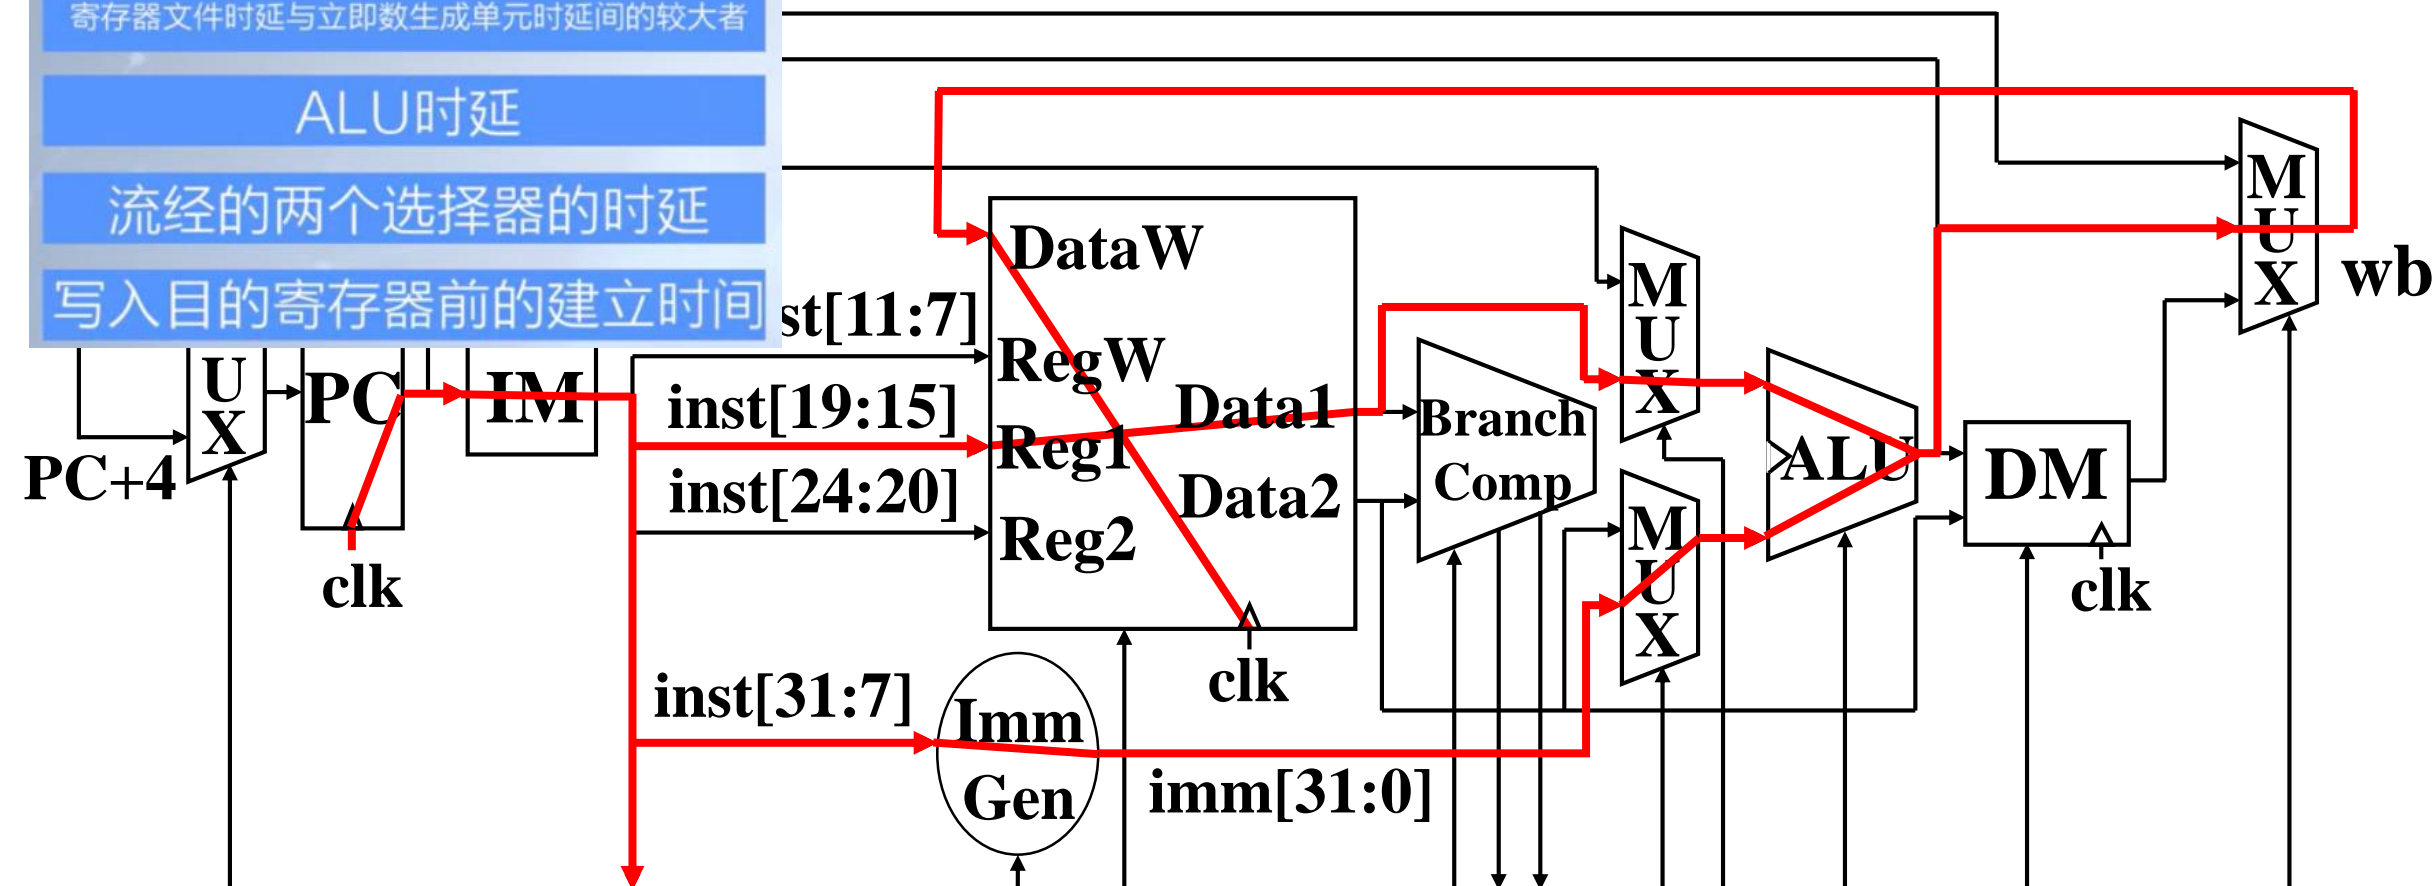 寄存器文件时延与立即数生成单元时延间的较大者
ALU时延
流经的两个选择器的时延
写入目的寄存器前的建立时间
MUX
wb
DataW
st[11:7]
RegW
MUX
UX
PC
IM
inst[19:15]
Data1
Branch
Comp
Reg1
ALU
DM
PC+4
inst[24:20]
Data2
Reg2
MUX
clk
clk
clk
inst[31:7]
Imm
Gen
imm[31:0]